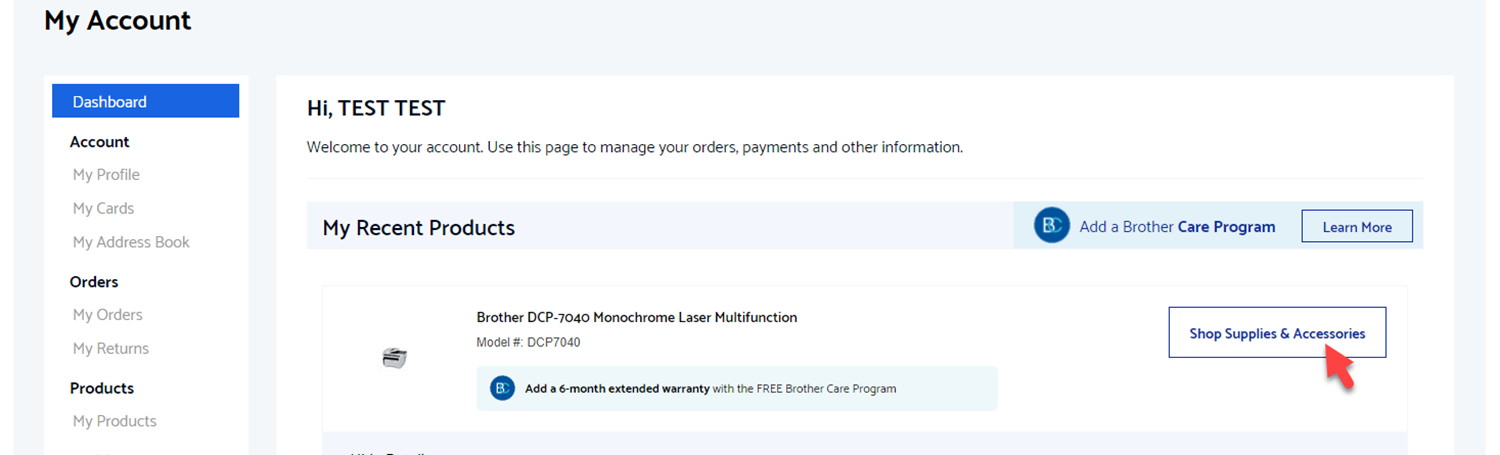 My Account
Dashboard
Account
My Profile
My Cards
My Address Book
Orders
My Orders
My Returns
Products
My Products
Hi, TEST TEST
Welcome to your account. Use this page to manage your orders, payments and other information.
My Recent Products
BC Add a Brother Care Program
Learn More
Brother DCP-7040 Monochrome Laser Multifunction
Model #: DCP7040
BC Add a 6-month extended warranty with the FREE Brother Care Program
Shop Supplies & Accessories